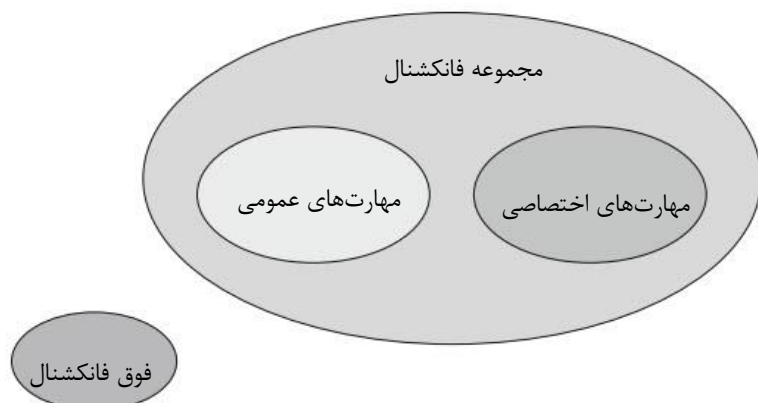 مجموعه فانکشنال
مهارت‌های اختصاصی
مهارت‌های عمومی
فوق فانکشنال